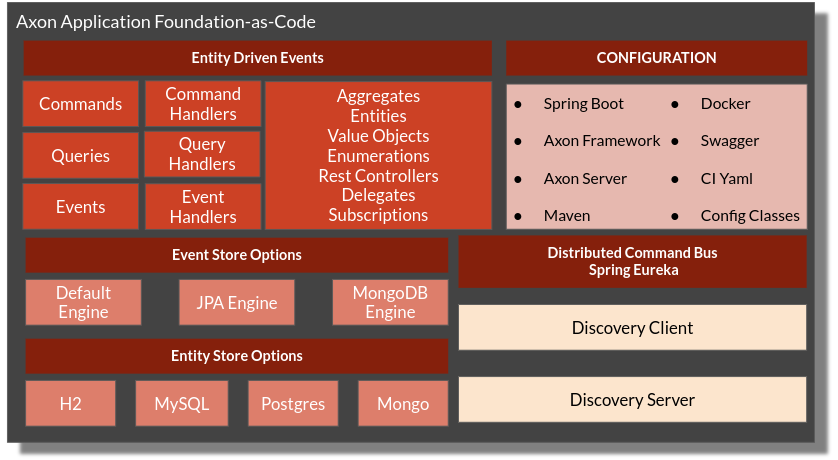 Axon Application Foundation-as-Code
Entity Driven Events
Commands
Command
Handlers
Queries
Query
Handlers
Events
Event
Handlers
Aggregates
Entities
Value Objects
Enumerations
Rest Controllers
Delegates
Subscriptions
CONFIGURATION
● Spring Boot
● Axon Framework
● Axon Server
● Maven
● Docker
● Swagger
● CI Yaml
● Config Classes
Event Store Options
Default
Engine
JPA Engine
MongoDB
Engine
Entity Store Options
H2
MySQL
Postgres
Mongo
Distributed Command Bus
Spring Eureka
Discovery Client
Discovery Server